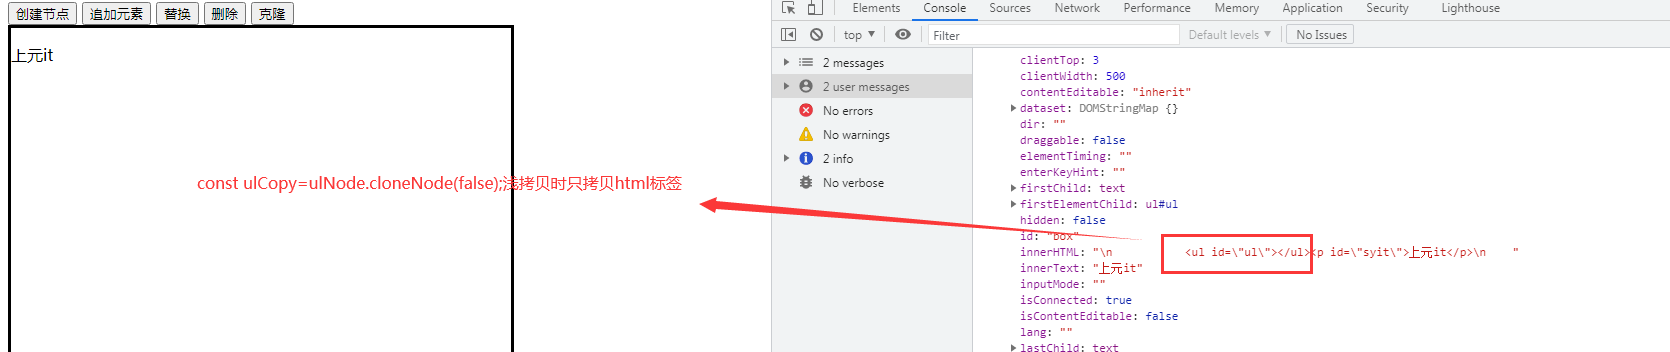 创建节点 追加元素 替换 删除 克隆
上元it
const ulCopy=ulNode.cloneNode(false);浅拷贝时只拷贝html标签
Elements Console Sources Network Performance Memory Application Security Lighthouse
top ▼ Filter Default levels ▼ No Issues
2 messages
2 user messages
No errors
No warnings
2 info
No verbose
clientTop: 3
clientWidth: 500
contentEditable: "inherit"
dataset: DOMStringMap {}
dir: ""
draggable: false
elementTiming: ""
enterKeyHint: ""
firstChild: text
firstElementChild: ul#ul
hidden: false
id: "box"
innerHTML: "\n <ul id=\"ul\"></ul><p id=\"syit\">上元it</p>\n "
innerText: "上元it"
inputMode: ""
isConnected: true
isContentEditable: false
lang: ""
lastChild: text